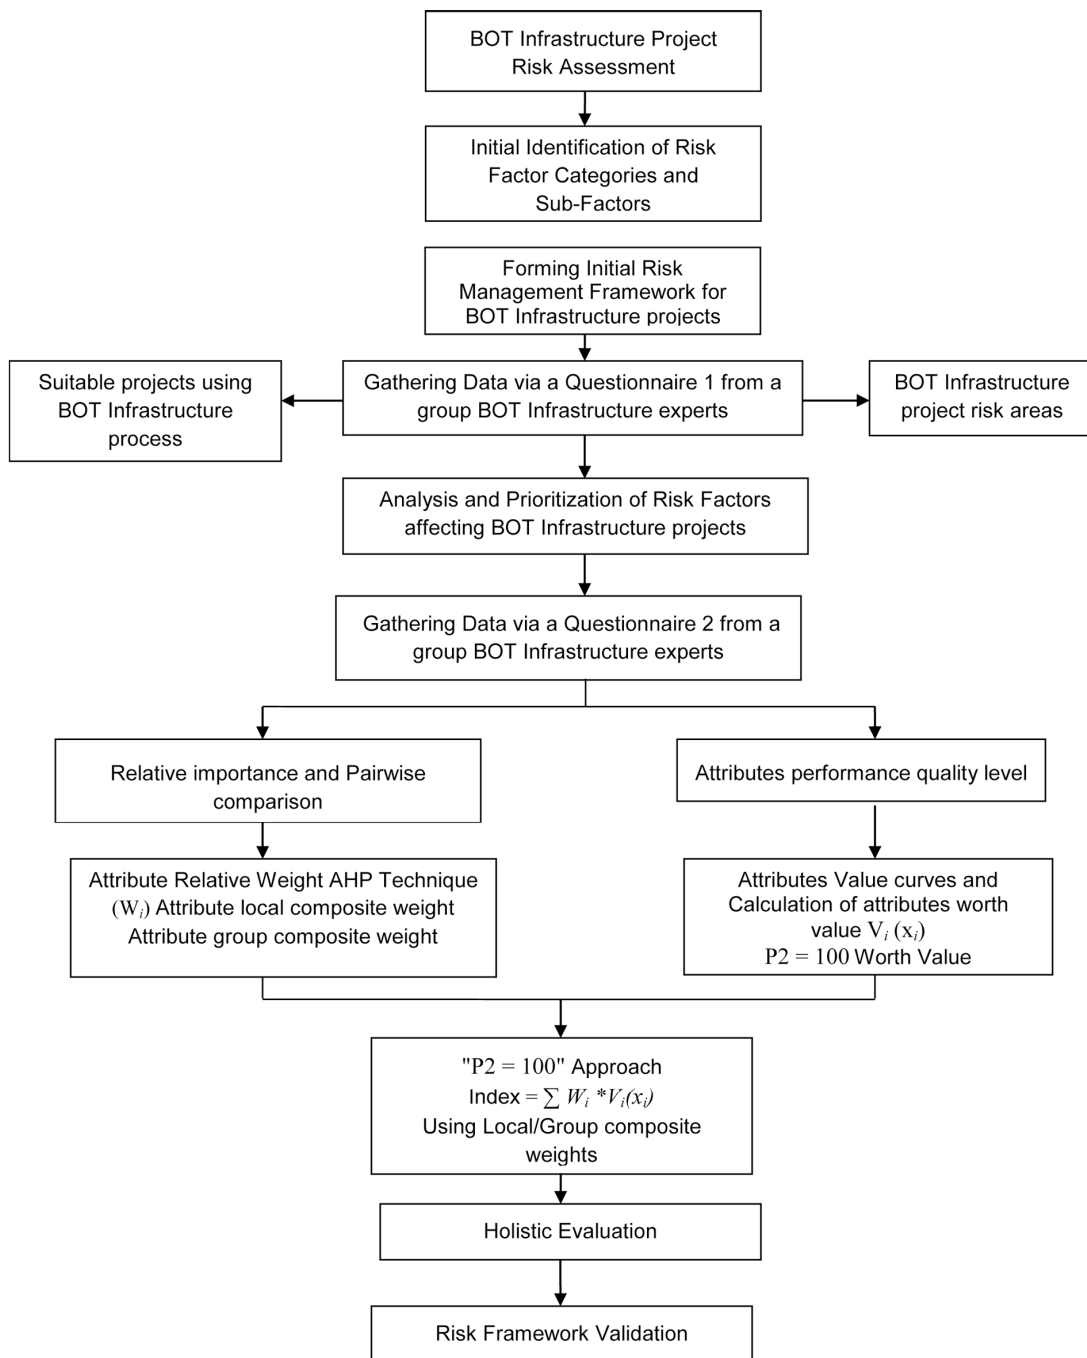 BOT Infrastructure Project
Risk Assessment
Initial Identification of Risk
Factor Categories and
Sub-Factors
Forming Initial Risk
Management Framework for
BOT Infrastructure projects
Suitable projects using
BOT Infrastructure
process
Gathering Data via a Questionnaire 1 from a
group BOT Infrastructure experts
BOT Infrastructure
project risk areas
Analysis and Prioritization of Risk Factors
affecting BOT Infrastructure projects
Gathering Data via a Questionnaire 2 from a
group BOT Infrastructure experts
Relative importance and Pairwise
comparison
Attributes performance quality level
Attribute Relative Weight AHP Technique
(Wᵢ) Attribute local composite weight
Attribute group composite weight
Attributes Value curves and
Calculation of attributes worth
value Vᵢ (xᵢ)
P2 = 100 Worth Value
"P2 = 100" Approach
Index = ∑ Wᵢ *Vᵢ(xᵢ)
Using Local/Group composite
weights
Holistic Evaluation
Risk Framework Validation